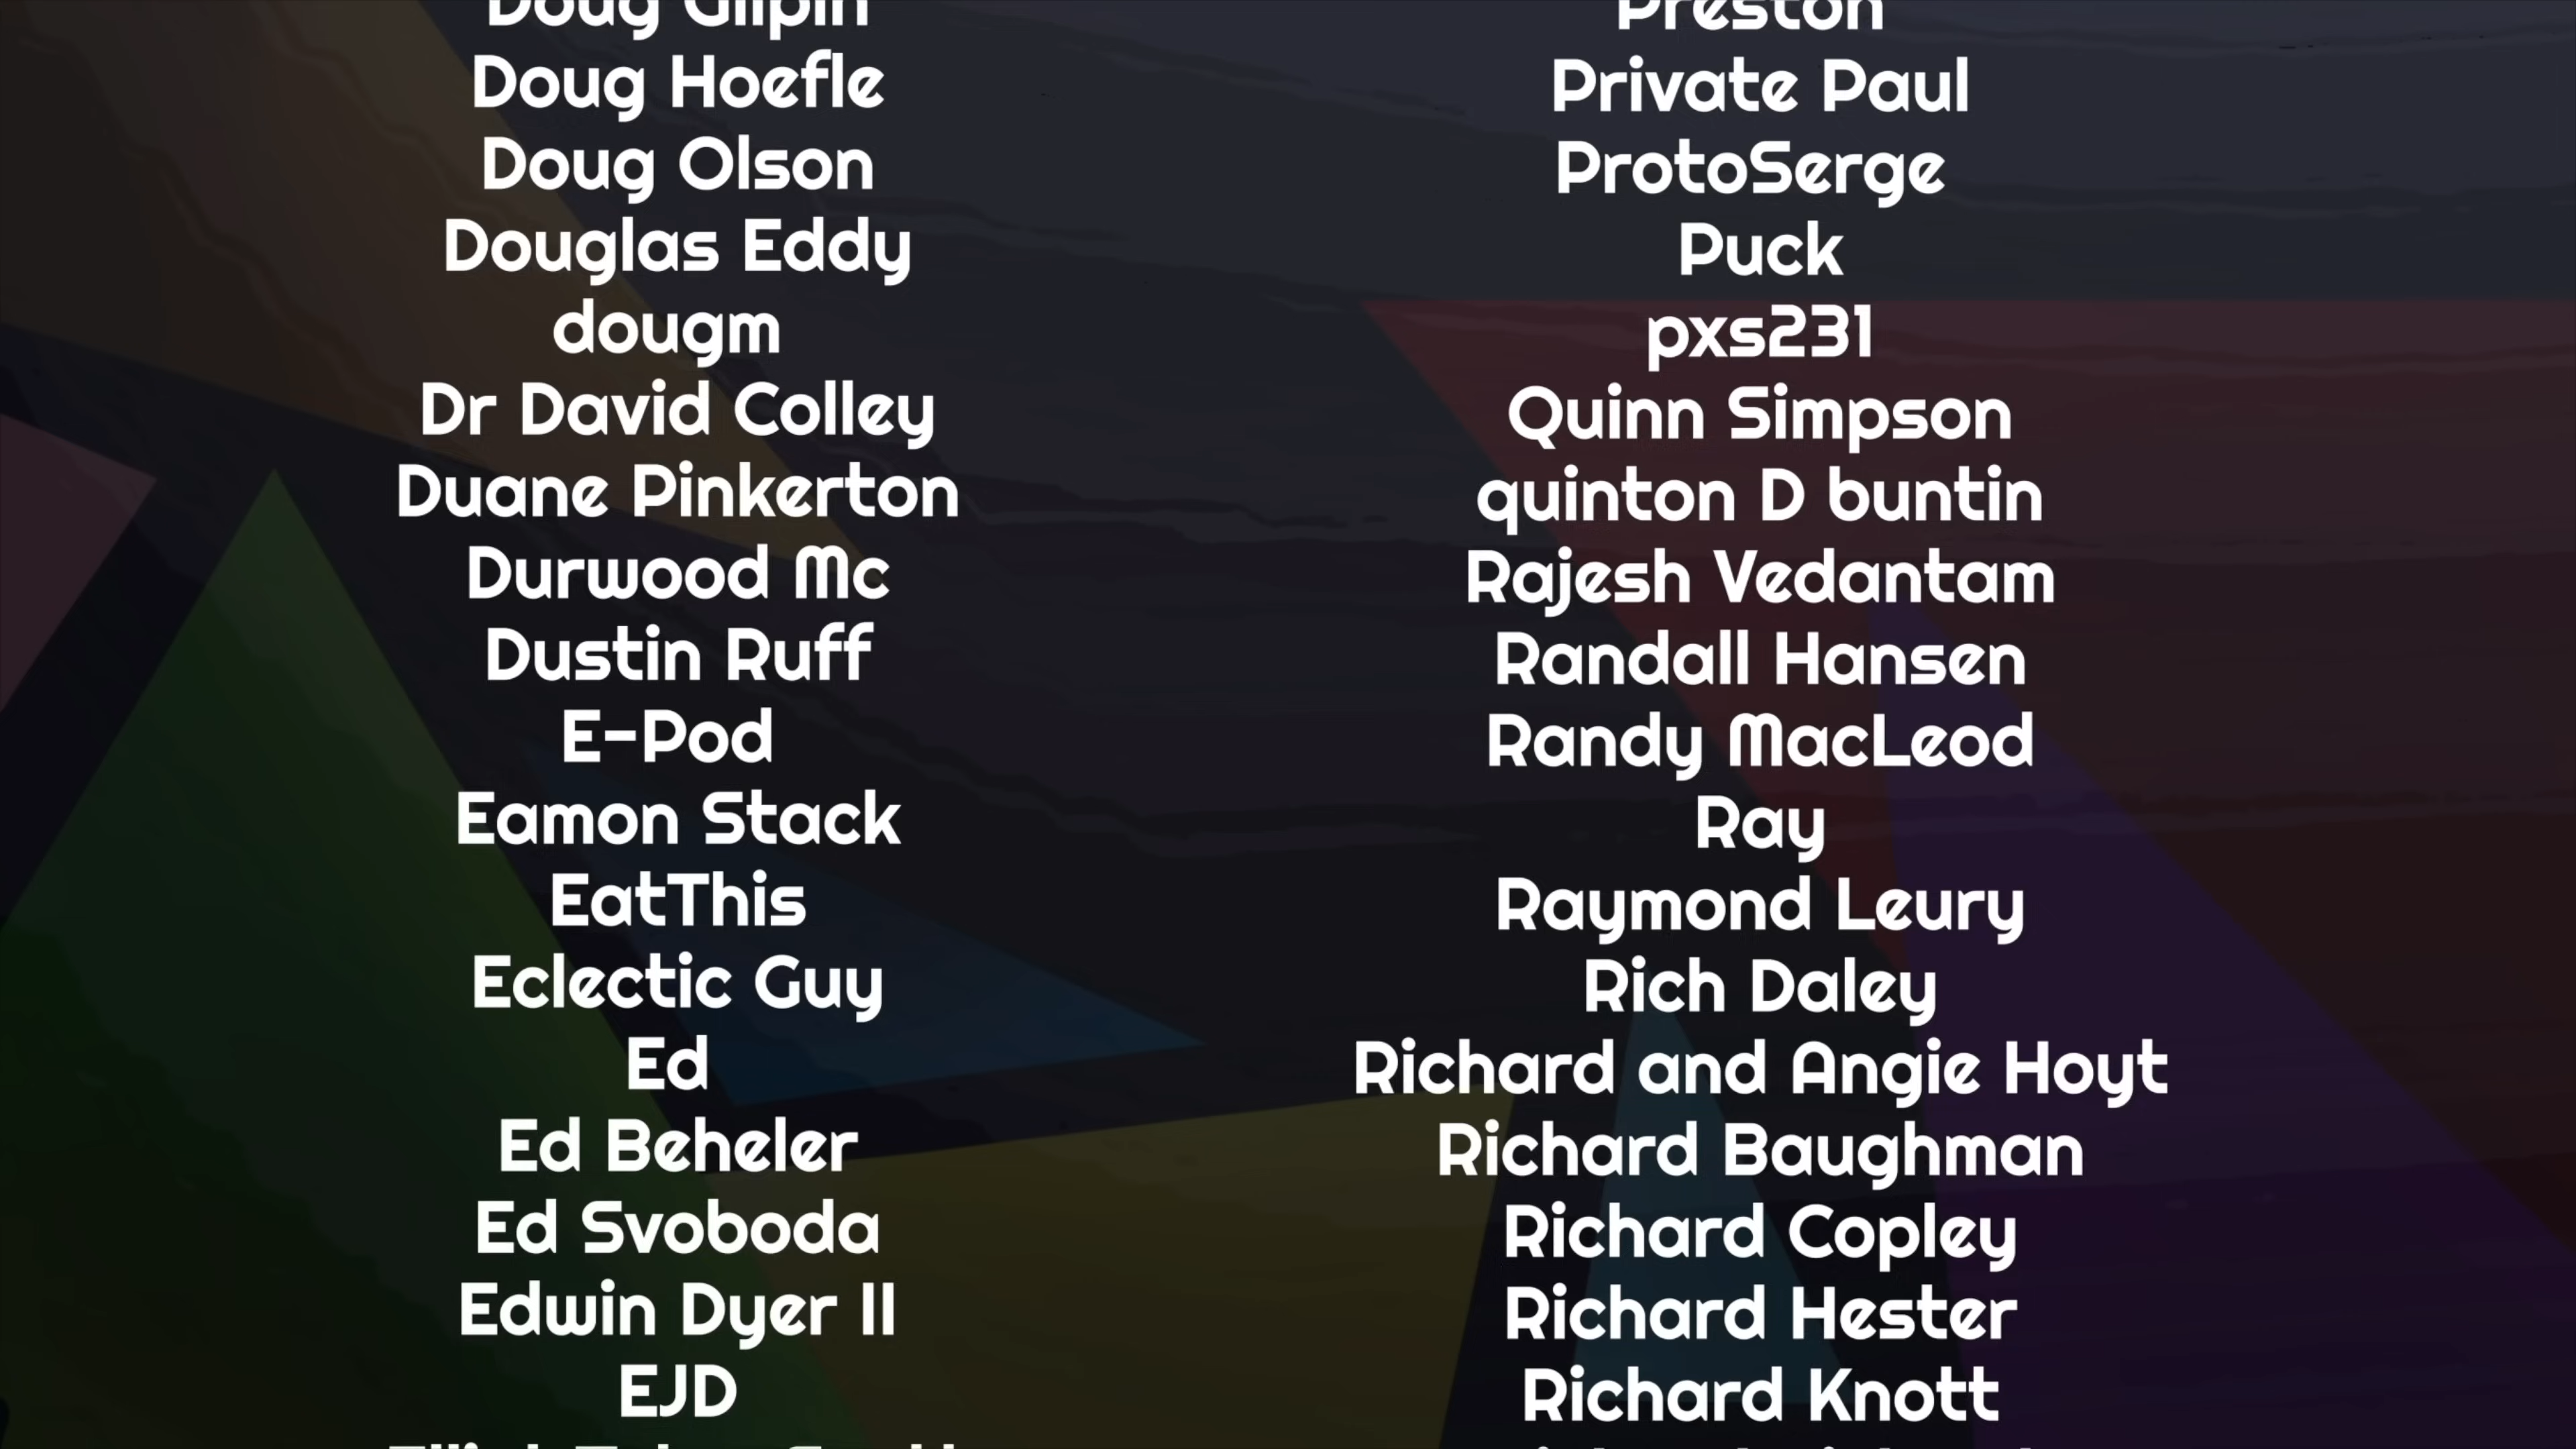 Doug Gilpin
Doug Hoefle
Doug Olson
Douglas Eddy
dougm
Dr David Colley
Duane Pinkerton
Durwood Mc
Dustin Ruff
E-Pod
Eamon Stack
EatThis
Eclectic Guy
Ed
Ed Beheler
Ed Svoboda
Edwin Dyer II
EJD
Preston
Private Paul
ProtoSerge
Puck
pxs231
Quinn Simpson
quinton D buntin
Rajesh Vedantam
Randall Hansen
Randy MacLeod
Ray
Raymond Leury
Rich Daley
Richard and Angie Hoyt
Richard Baughman
Richard Copley
Richard Hester
Richard Knott